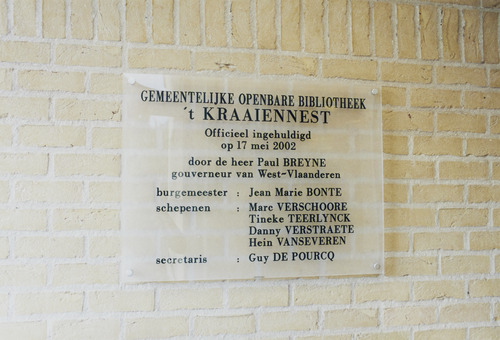 GEMEENTELIJKE OPENBARE BIBLIOTHEEK
´t KRAAIENNEST
Officieel ingehuldigd
op 17 mei 2002
door de heer Paul BREYNE
gouverneur van West-Vlaanderen
burgemeester : Jean Marie BONTE
schepenen : Marc VERSCHOORE
Tineke TEERLYNCK
Danny VERSTRAETE
Hein VANSEVEREN
secretaris : Guy DE POURCQ